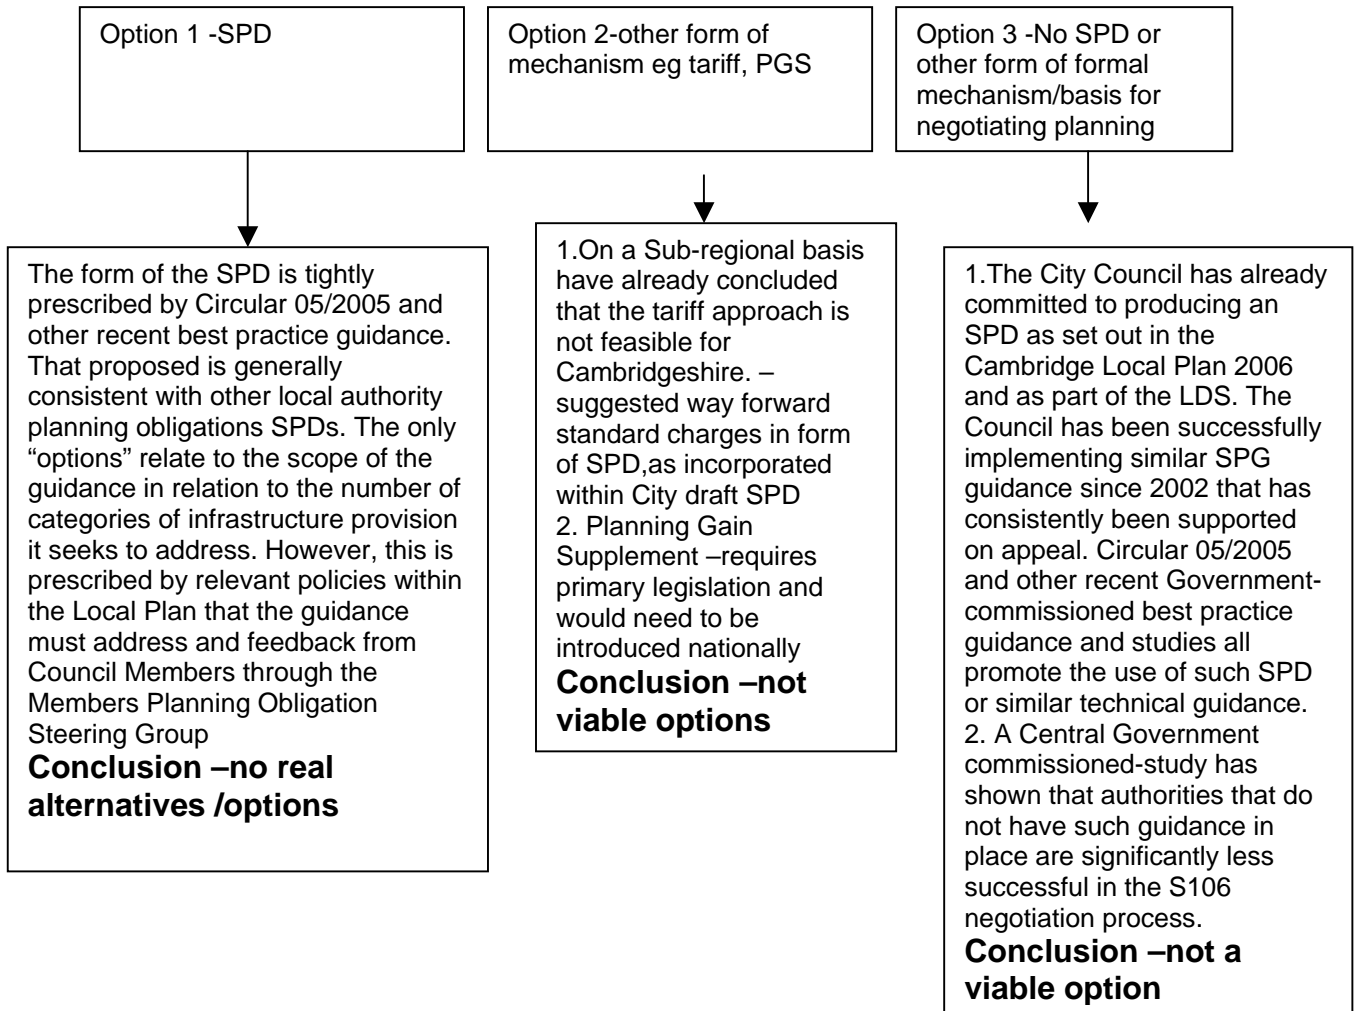 Option 1 -SPD
Option 2-other form of
mechanism eg tariff, PGS
Option 3 -No SPD or
other form of formal
mechanism/basis for
negotiating planning
The form of the SPD is tightly
prescribed by Circular 05/2005 and
other recent best practice guidance.
That proposed is generally
consistent with other local authority
planning obligations SPDs. The only
“options” relate to the scope of the
guidance in relation to the number of
categories of infrastructure provision
it seeks to address. However, this is
prescribed by relevant policies within
the Local Plan that the guidance
must address and feedback from
Council Members through the
Members Planning Obligation
Steering Group
Conclusion –no real
alternatives /options
1.On a Sub-regional basis
have already concluded
that the tariff approach is
not feasible for
Cambridgeshire. –
suggested way forward
standard charges in form
of SPD,as incorporated
within City draft SPD
2. Planning Gain
Supplement –requires
primary legislation and
would need to be
introduced nationally
Conclusion –not
viable options
1.The City Council has already
committed to producing an
SPD as set out in the
Cambridge Local Plan 2006
and as part of the LDS. The
Council has been successfully
implementing similar SPG
guidance since 2002 that has
consistently been supported
on appeal. Circular 05/2005
and other recent Government-
commissioned best practice
guidance and studies all
promote the use of such SPD
or similar technical guidance.
2. A Central Government
commissioned-study has
shown that authorities that do
not have such guidance in
place are significantly less
successful in the S106
negotiation process.
Conclusion –not a
viable option